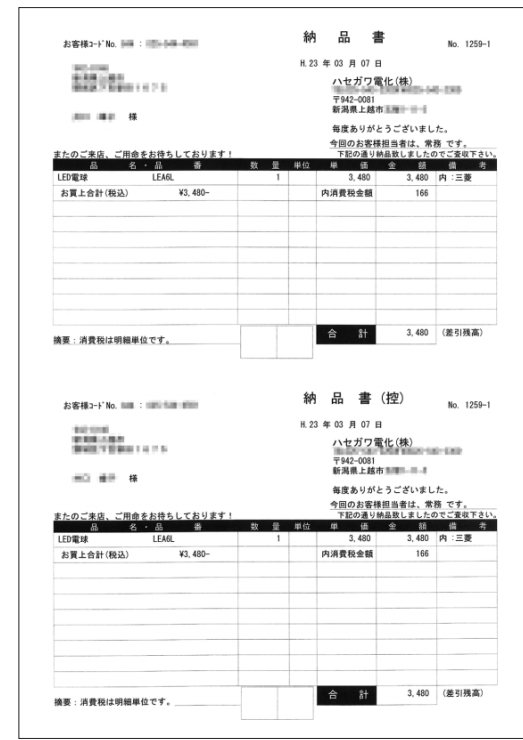 お客様コード No.
納 品 書
No. 1259-1
H.23 年 03 月 07 日
ハセガワ電化(株)
〒942-0081
新潟県上越市
様
毎度ありがとうございました。
今回のお客様担当者は、常務 です。
またのご来店、ご用命をお待ちしております！
下記の通り納品致しましたのでご査収下さい。
品 名 ・ 品 番 数 量 単位 単 価 金 額 備 考
LED電球 LEA6L 1 3,480 3,480 内:三菱
お買上合計(税込) ¥3,480- 内消費税金額 166
合 計 3,480 (差引残高)
摘要：消費税は明細単位です。
お客様コード No.
納 品 書 (控)
No. 1259-1
H.23 年 03 月 07 日
ハセガワ電化(株)
〒942-0081
新潟県上越市
様
毎度ありがとうございました。
今回のお客様担当者は、常務 です。
またのご来店、ご用命をお待ちしております！
下記の通り納品致しましたのでご査収下さい。
品 名 ・ 品 番 数 量 単位 単 価 金 額 備 考
LED電球 LEA6L 1 3,480 3,480 内:三菱
お買上合計(税込) ¥3,480- 内消費税金額 166
合 計 3,480 (差引残高)
摘要：消費税は明細単位です。